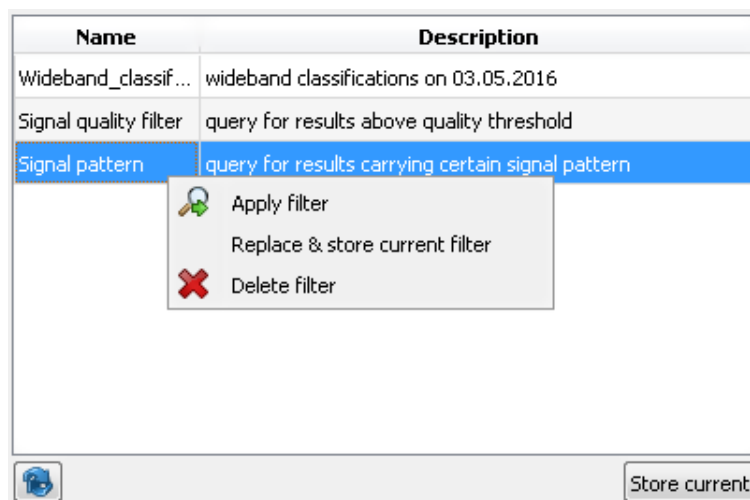 Name Description
Wideband_classif... wideband classifications on 03.05.2016
Signal quality filter query for results above quality threshold
Signal pattern query for results carrying certain signal pattern
Apply filter
Replace & store current filter
Delete filter
Store current